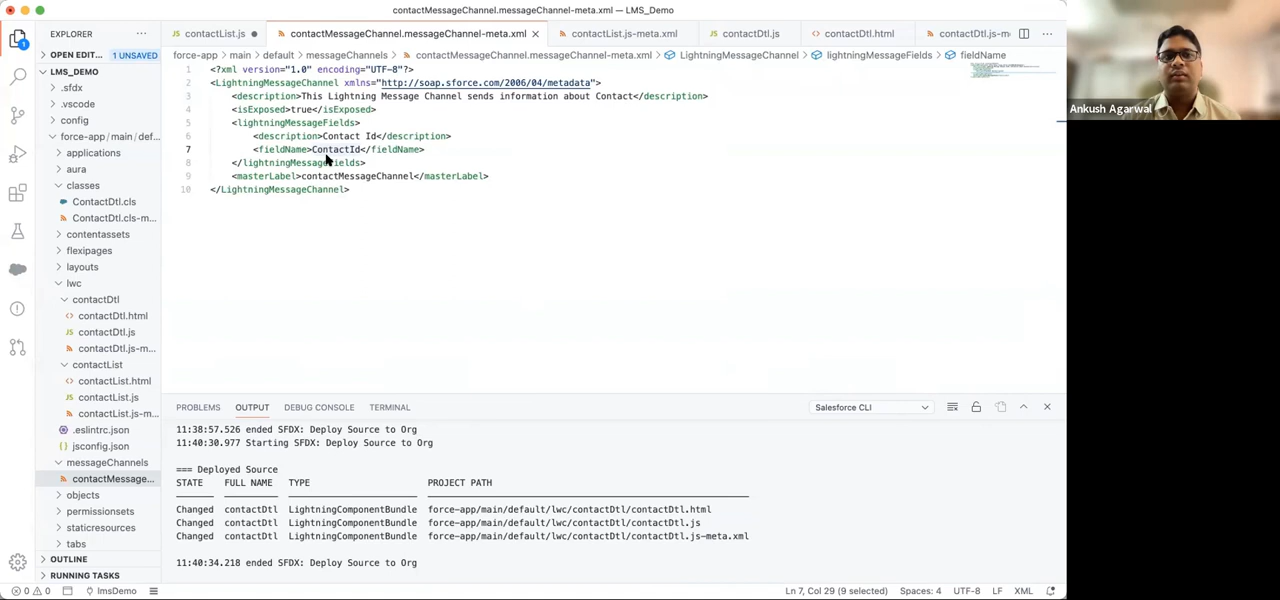 contactMessageChannel.messageChannel-meta.xml — LMS_Demo
EXPLORER
contactList.js
contactMessageChannel.messageChannel-meta.xml
contactList.js-meta.xml
contactDtl.js
contactDtl.html
contactDtl.js-m
OPEN EDIT... 1 UNSAVED
force-app > main > default > messageChannels > contactMessageChannel.messageChannel-meta.xml > LightningMessageChannel > lightningMessageFields > fieldName
LMS_DEMO
.sfdx
.vscode
config
force-app / main / def...
applications
aura
classes
ContactDtl.cls
ContactDtl.cls-m...
contentassets
flexipages
layouts
lwc
contactDtl
contactDtl.html
contactDtl.js
contactDtl.js-m...
contactList
contactList.html
contactList.js
contactList.js-m...
.eslintrc.json
jsconfig.json
messageChannels
contactMessage...
objects
permissionsets
staticresources
tabs
OUTLINE
RUNNING TASKS
1 <?xml version="1.0" encoding="UTF-8"?>
2 <LightningMessageChannel xmlns="http://soap.sforce.com/2006/04/metadata">
3 <description>This Lightning Message Channel sends information about Contact</description>
4 <isExposed>true</isExposed>
5 <lightningMessageFields>
6 <description>Contact Id</description>
7 <fieldName>ContactId</fieldName>
8 </lightningMessageFields>
9 <masterLabel>contactMessageChannel</masterLabel>
10 </LightningMessageChannel>
PROBLEMS OUTPUT DEBUG CONSOLE TERMINAL Salesforce CLI
11:38:57.526 ended SFDX: Deploy Source to Org
11:40:30.977 Starting SFDX: Deploy Source to Org
=== Deployed Source
STATE FULL NAME TYPE PROJECT PATH
Changed contactDtl LightningComponentBundle force-app/main/default/lwc/contactDtl/contactDtl.html
Changed contactDtl LightningComponentBundle force-app/main/default/lwc/contactDtl/contactDtl.js
Changed contactDtl LightningComponentBundle force-app/main/default/lwc/contactDtl/contactDtl.js-meta.xml
11:40:34.218 ended SFDX: Deploy Source to Org
0 0 lmsDemo Ln 7, Col 29 (9 selected) Spaces: 4 UTF-8 LF XML
Ankush Agarwal
1